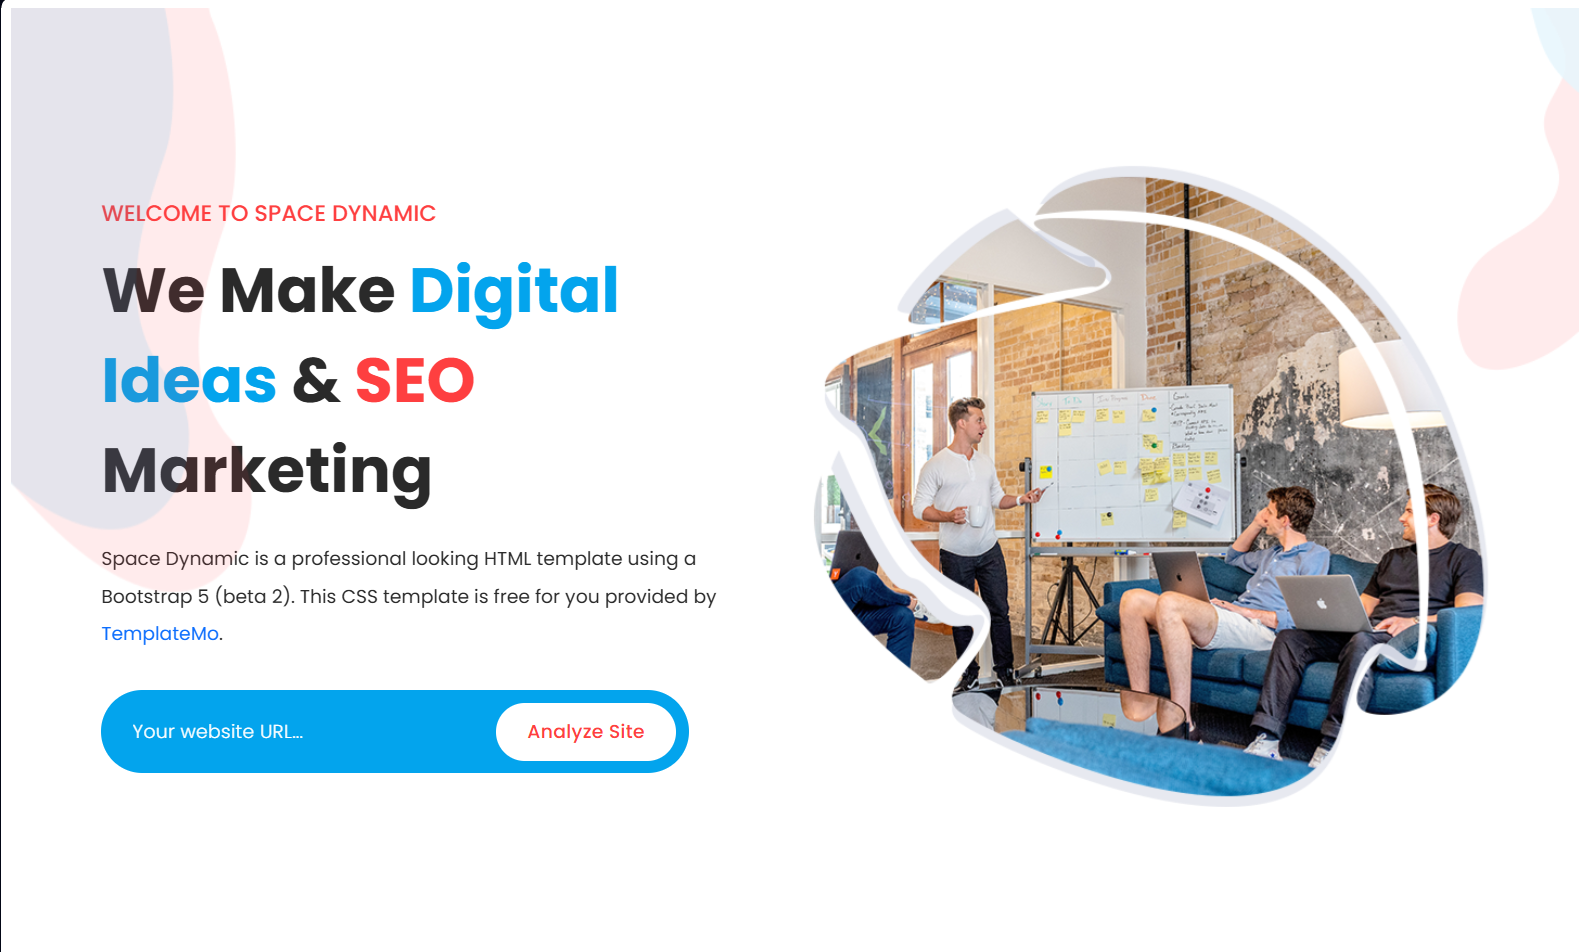 WELCOME TO SPACE DYNAMIC
We Make Digital
Ideas & SEO
Marketing
Space Dynamic is a professional looking HTML template using a
Bootstrap 5 (beta 2). This CSS template is free for you provided by
TemplateMo.
Your website URL...
Analyze Site
Goals